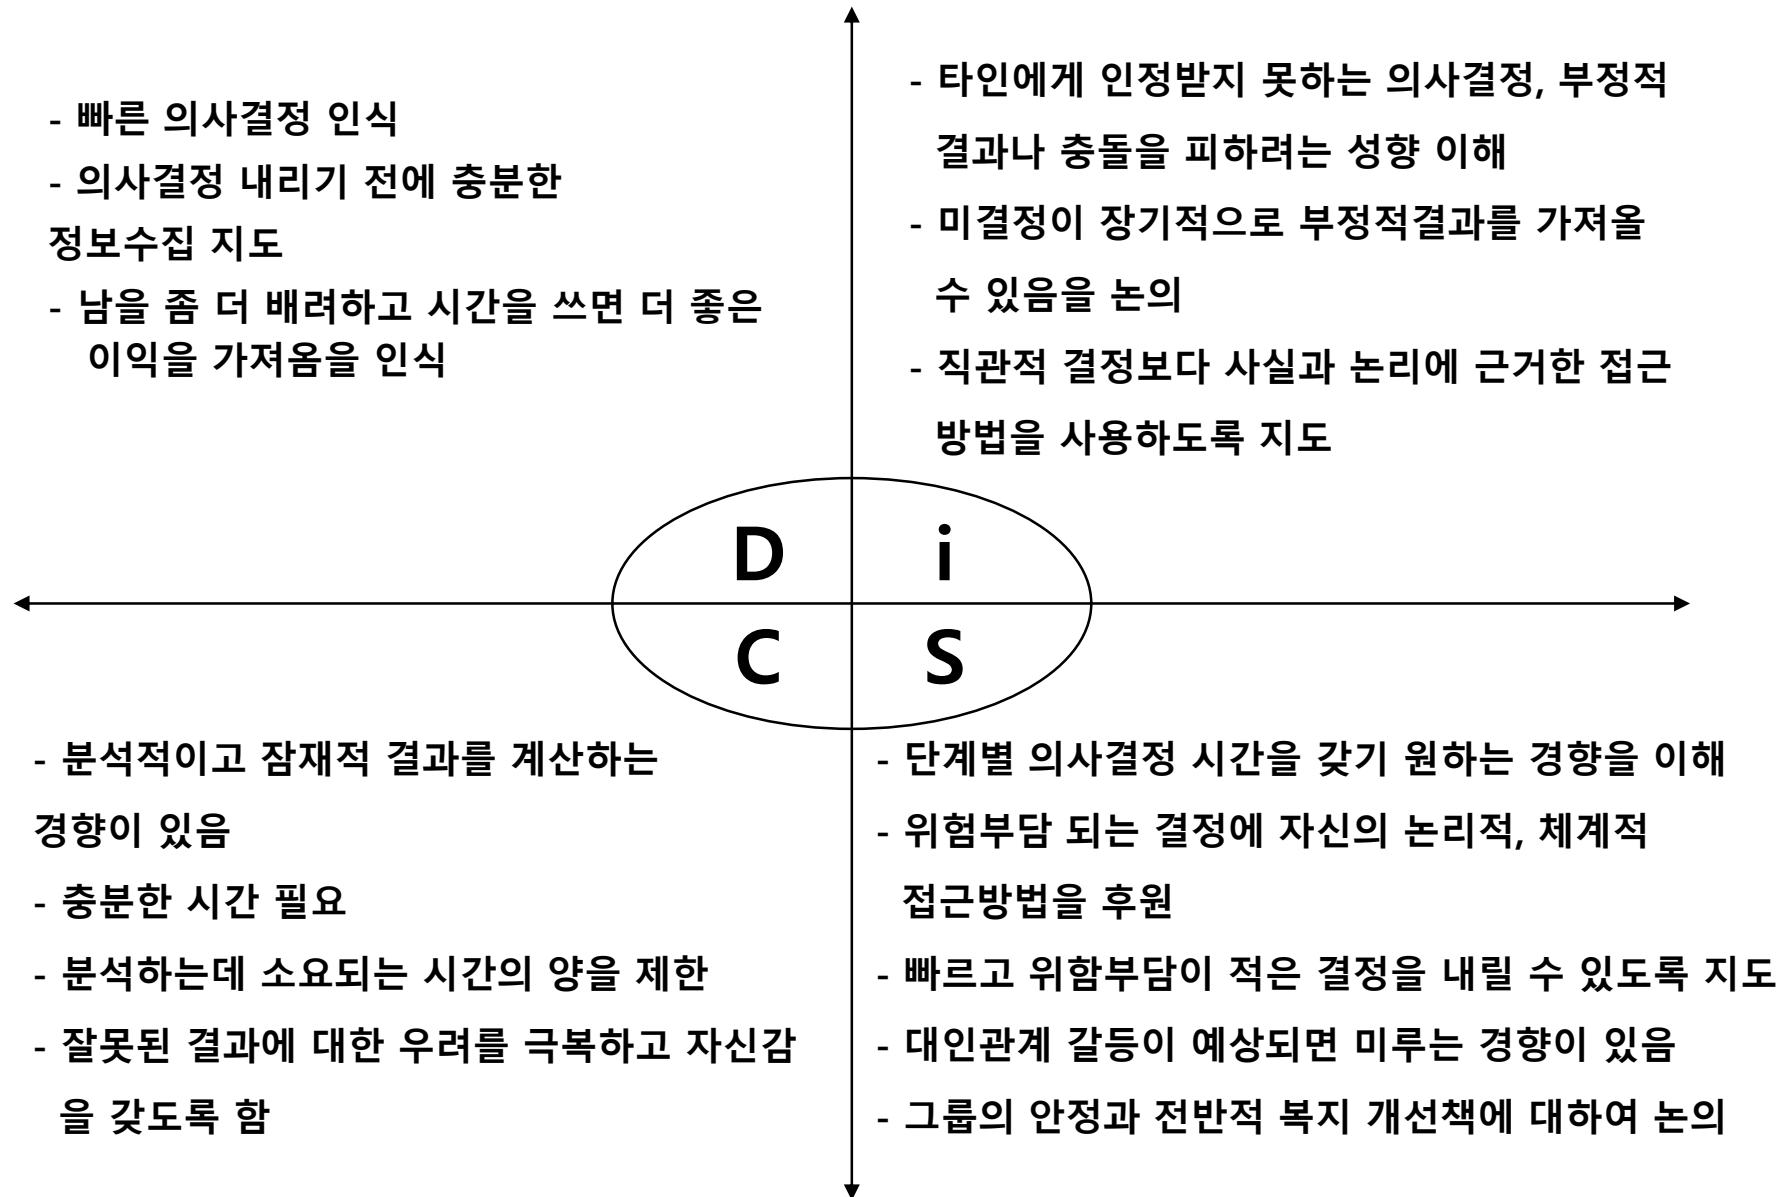 - 빠른 의사결정 인식
- 의사결정 내리기 전에 충분한
정보수집 지도
- 남을 좀 더 배려하고 시간을 쓰면 더 좋은
이익을 가져옴을 인식
- 타인에게 인정받지 못하는 의사결정, 부정적
결과나 충돌을 피하려는 성향 이해
- 미결정이 장기적으로 부정적결과를 가져올
수 있음을 논의
- 직관적 결정보다 사실과 논리에 근거한 접근
방법을 사용하도록 지도
D i
C S
- 분석적이고 잠재적 결과를 계산하는
경향이 있음
- 충분한 시간 필요
- 분석하는데 소요되는 시간의 양을 제한
- 잘못된 결과에 대한 우려를 극복하고 자신감
을 갖도록 함
- 단계별 의사결정 시간을 갖기 원하는 경향을 이해
- 위험부담 되는 결정에 자신의 논리적, 체계적
접근방법을 후원
- 빠르고 위함부담이 적은 결정을 내릴 수 있도록 지도
- 대인관계 갈등이 예상되면 미루는 경향이 있음
- 그룹의 안정과 전반적 복지 개선책에 대하여 논의